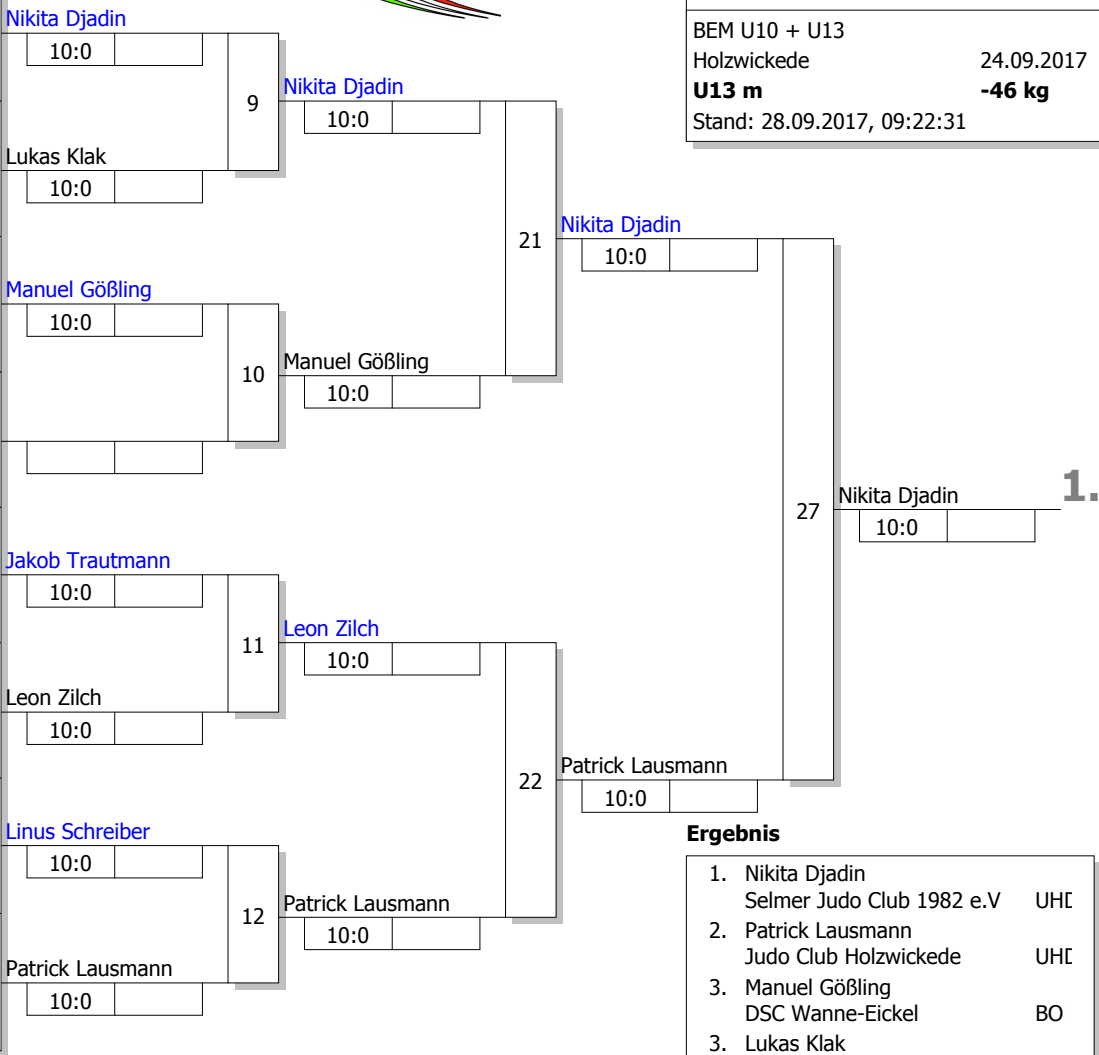 BEM U10 + U13
Holzwickede 24.09.2017
U13 m -46 kg
Stand: 28.09.2017, 09:22:31
Nikita Djadin
10:0
9
Lukas Klak
10:0
Nikita Djadin
10:0
Manuel Gößling
10:0
10
Manuel Gößling
10:0
21
Nikita Djadin
10:0
Jakob Trautmann
10:0
11
Leon Zilch
10:0
Leon Zilch
10:0
Linus Schreiber
10:0
12
Patrick Lausmann
10:0
Patrick Lausmann
10:0
22
Patrick Lausmann
10:0
27
Nikita Djadin 1.
10:0
Ergebnis
1. Nikita Djadin
Selmer Judo Club 1982 e.V
2. Patrick Lausmann
Judo Club Holzwickede
3. Manuel Gößling
DSC Wanne-Eickel BO
3. Lukas Klak